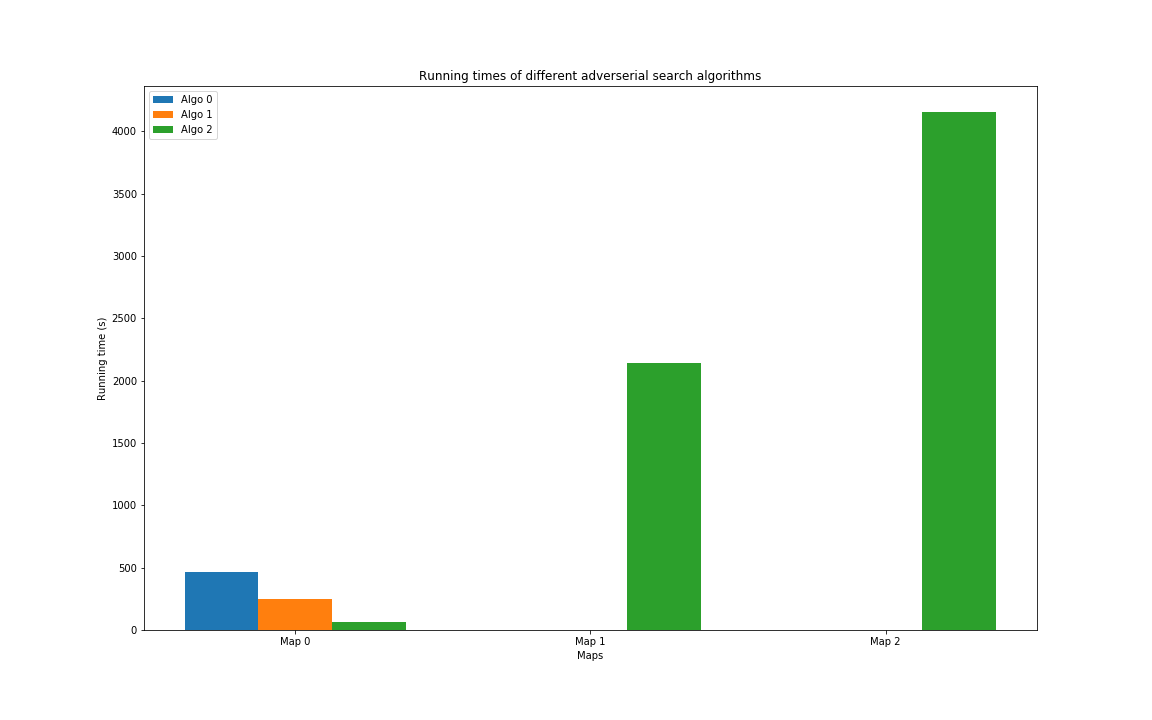 Running times of different adverserial search algorithms
Algo 0
Algo 1
Algo 2
4000
3500
3000
2500
2000
1500
1000
500
0
Running time (s)
Map 0 Map 1 Map 2
Maps